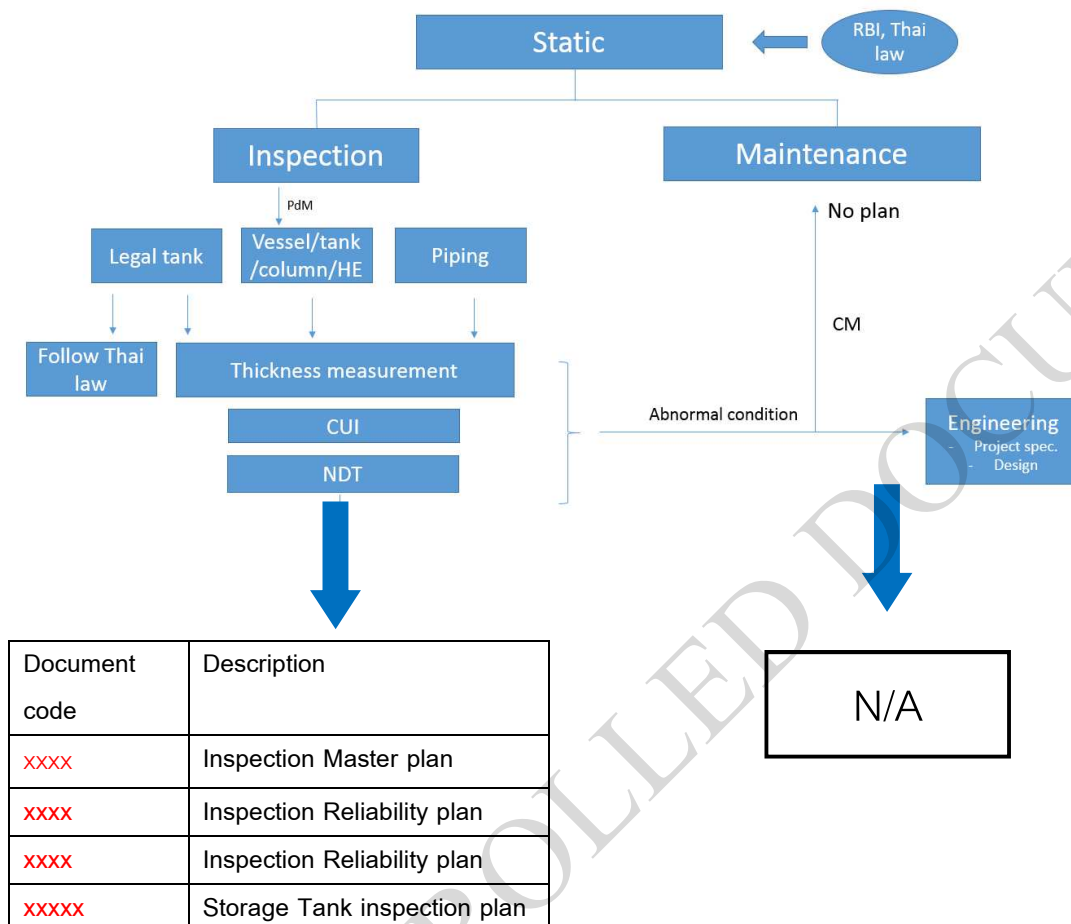 Static
RBI, Thai
law
Inspection
Maintenance
PdM
No plan
Legal tank
Vessel/tank
/column/HE
Piping
CM
Follow Thai
law
Thickness measurement
CUI
NDT
Abnormal condition
Engineering
- Project spec.
- Design
Document
code
Description
xxxx
Inspection Master plan
xxxx
Inspection Reliability plan
xxxx
Inspection Reliability plan
xxxxx
Storage Tank inspection plan
N/A
OLLED DOCU